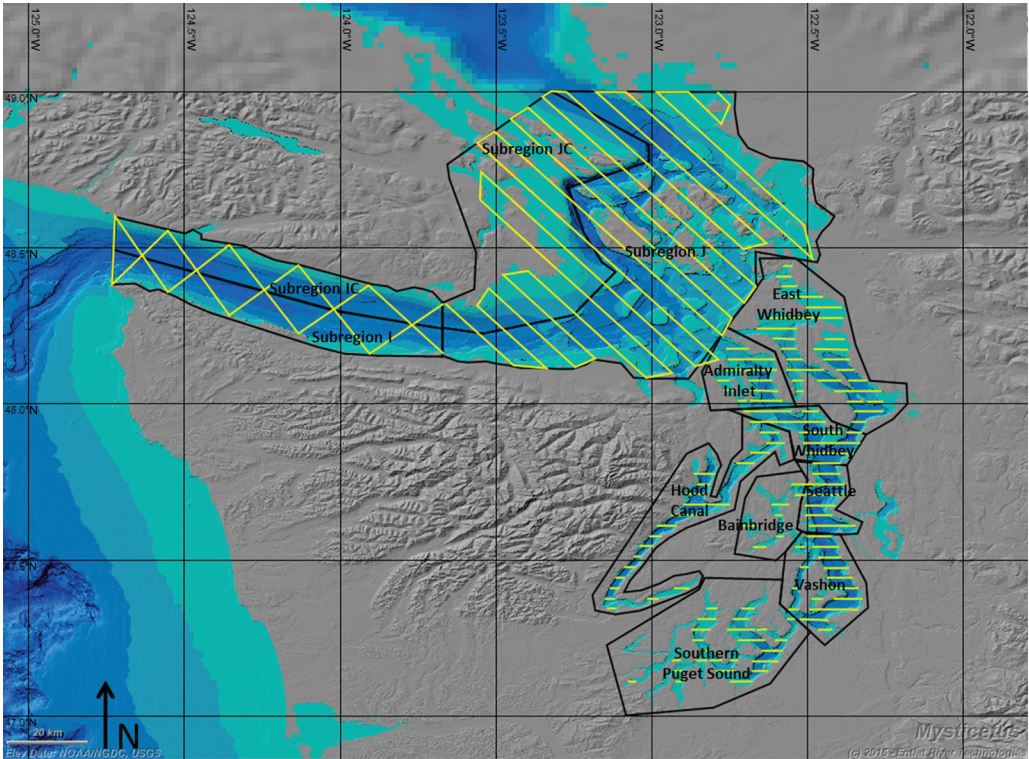 125.0°W
124.5°W
124.0°W
123.5°W
123.0°W
122.5°W
122.0°W
49.0°N
Subregion JC
48.5°N
Subregion J
Subregion IC
East
Whidbey
Subregion I
Admiralty
Inlet
48.0°N
South
Whidbey
Hood
Canal
Seattle
Bainbridge
47.5°N
Vashon
Southern
Puget Sound
47.0°N
20 km
N
Mysticetus
Elev Data: NOAA/NGDC, USGS
(c) 2015 - Entiat River Technologies